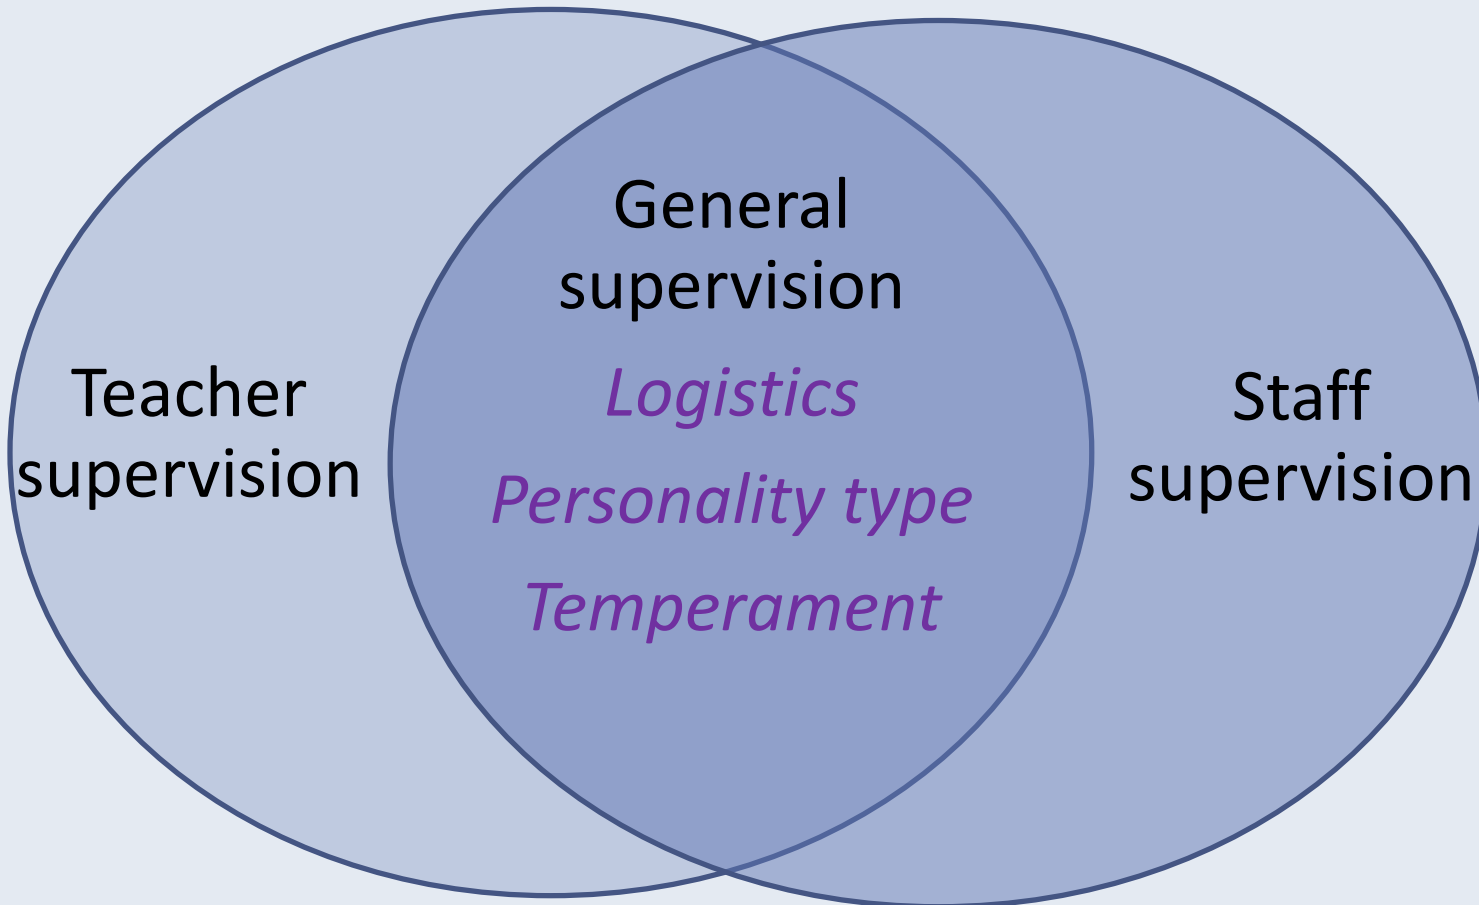 Teacher
supervision
General
supervision
Logistics
Personality type
Temperament
Staff
supervision